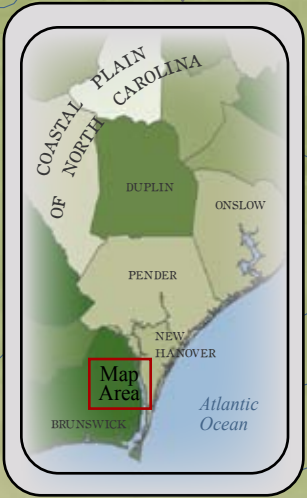 COASTAL PLAIN
OF NORTH CAROLINA
DUPLIN
ONSLOW
PENDER
NEW
HANOVER
Map
Area
BRUNSWICK
Atlantic
Ocean